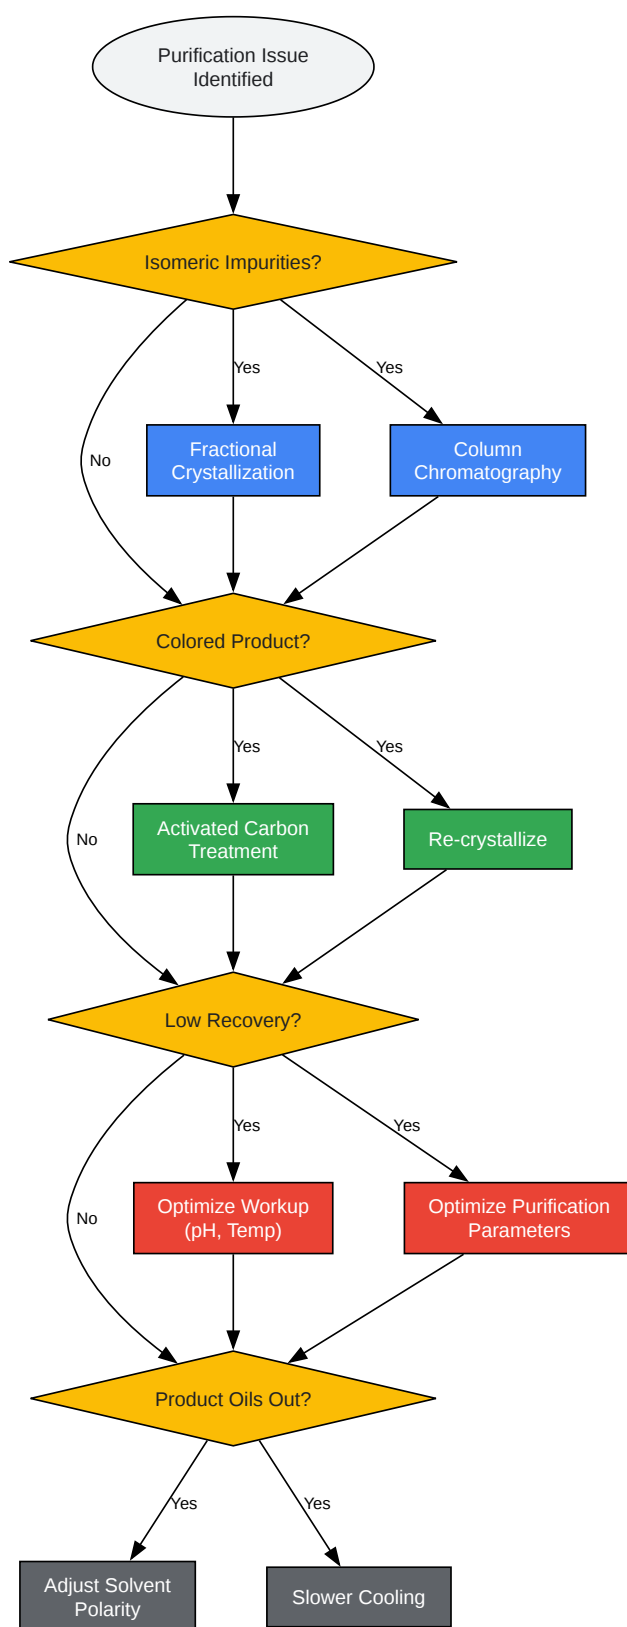 Purification Issue
Identified
Isomeric Impurities?
Yes
Yes
No
Fractional
Crystallization
Column
Chromatography
Colored Product?
Yes
Yes
No
Activated Carbon
Treatment
Re-crystallize
Low Recovery?
Yes
Yes
No
Optimize Workup
(pH, Temp)
Optimize Purification
Parameters
Product Oils Out?
Yes
Yes
Adjust Solvent
Polarity
Slower Cooling